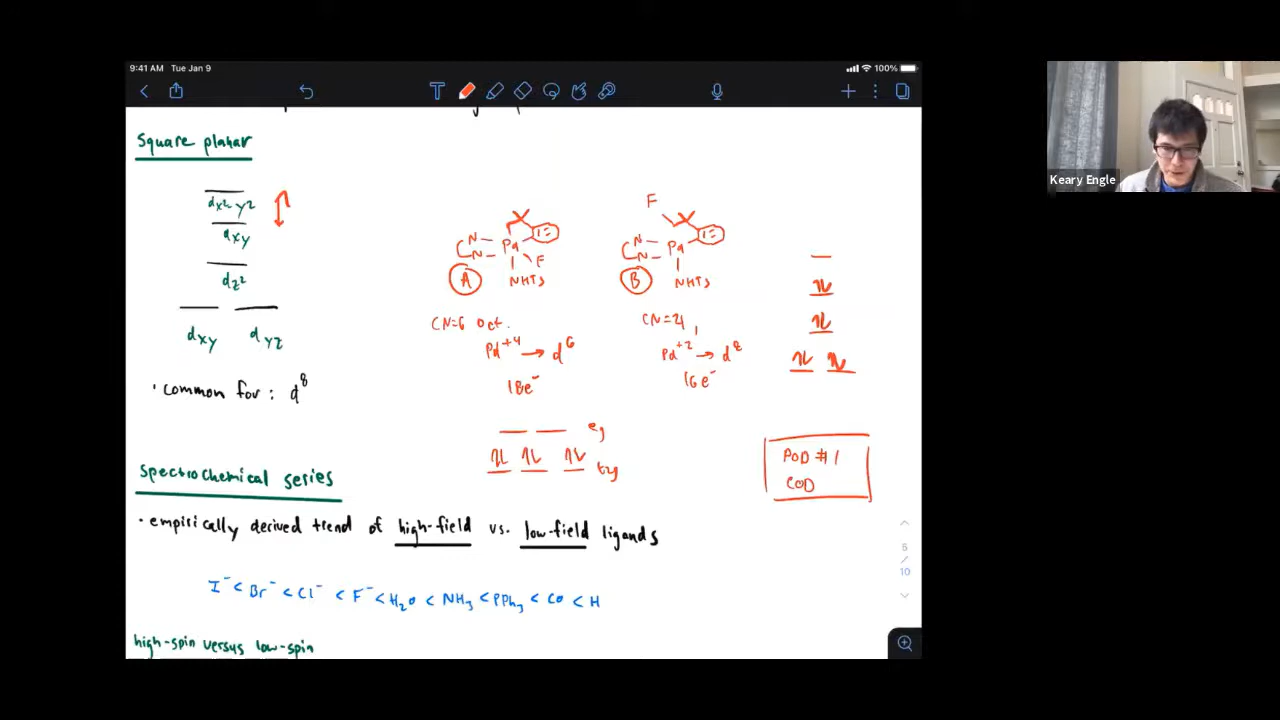 9:41 AM Tue Jan 9
100%
Square planar
dx²-y²
dxy
dz²
dxy dyz
• common for: d⁸
N
N
Pd
F
NHTS
A
CN=6 Oct.
Pd⁺⁴ → d⁶
18e⁻
eg
t2g
F
N
N
Pd
NHTS
B
CN=4
Pd⁺² → d⁸
16e⁻
POD #1
COD
Spectrochemical series
• empirically derived trend of high-field vs. low-field ligands
I⁻ < Br⁻ < Cl⁻ < F⁻ < H₂O < NH₃ < PPh₃ < CO < H
high-spin versus low-spin
5
/
10
Keary Engle